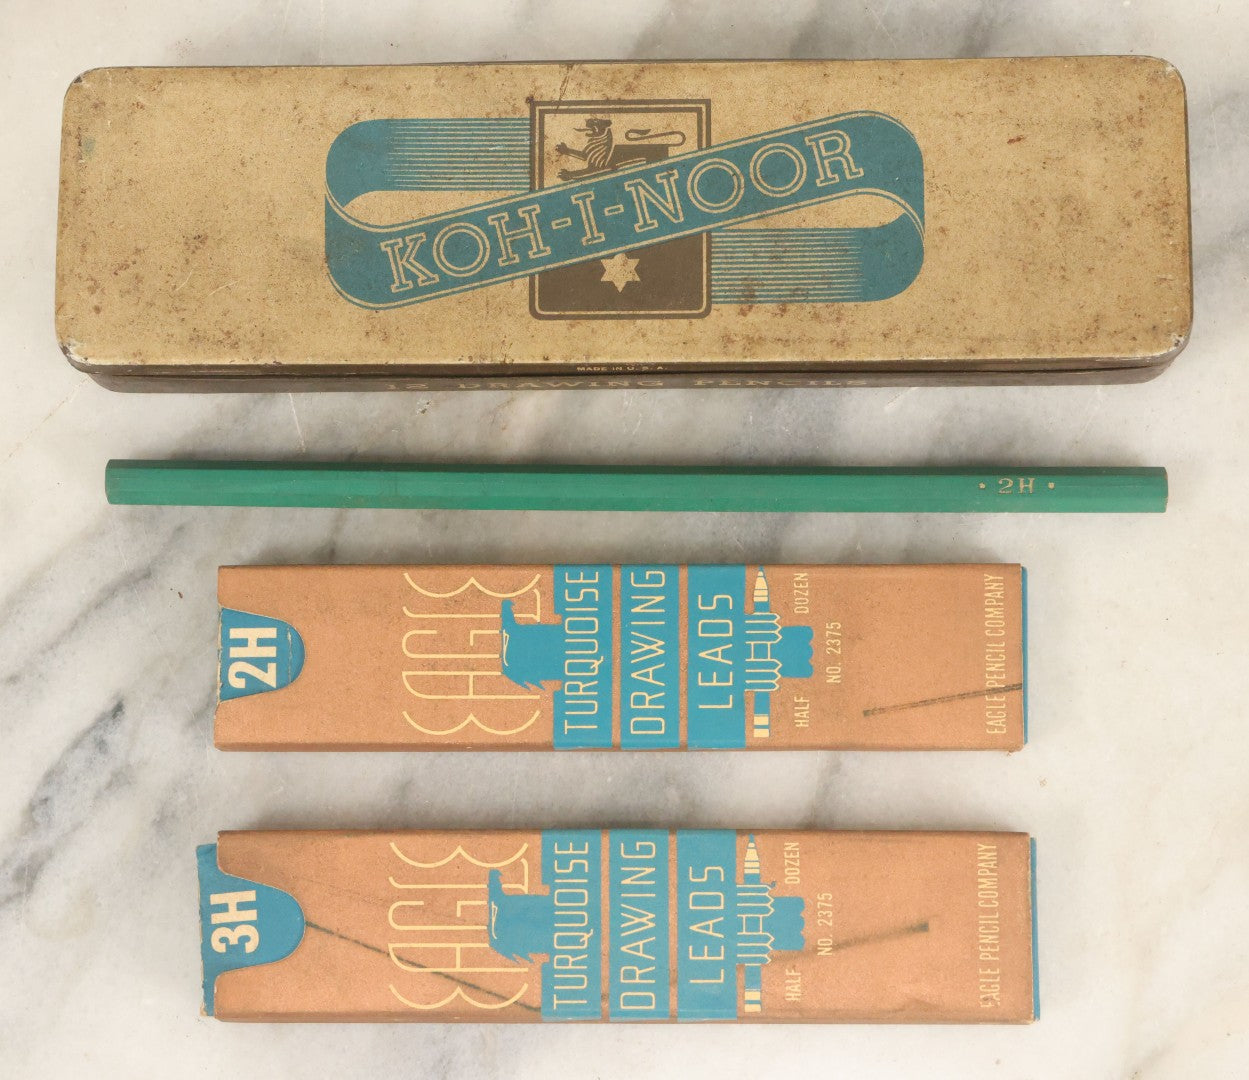 KOH-I-NOOR
MADE IN U.S.A.
12 DRAWING PENCILS
• 2H •
2H
EAGLE
TURQUOISE
DRAWING
LEADS
HALF DOZEN
NO. 2375
EAGLE PENCIL COMPANY
3H
EAGLE
TURQUOISE
DRAWING
LEADS
HALF DOZEN
NO. 2375
EAGLE PENCIL COMPANY